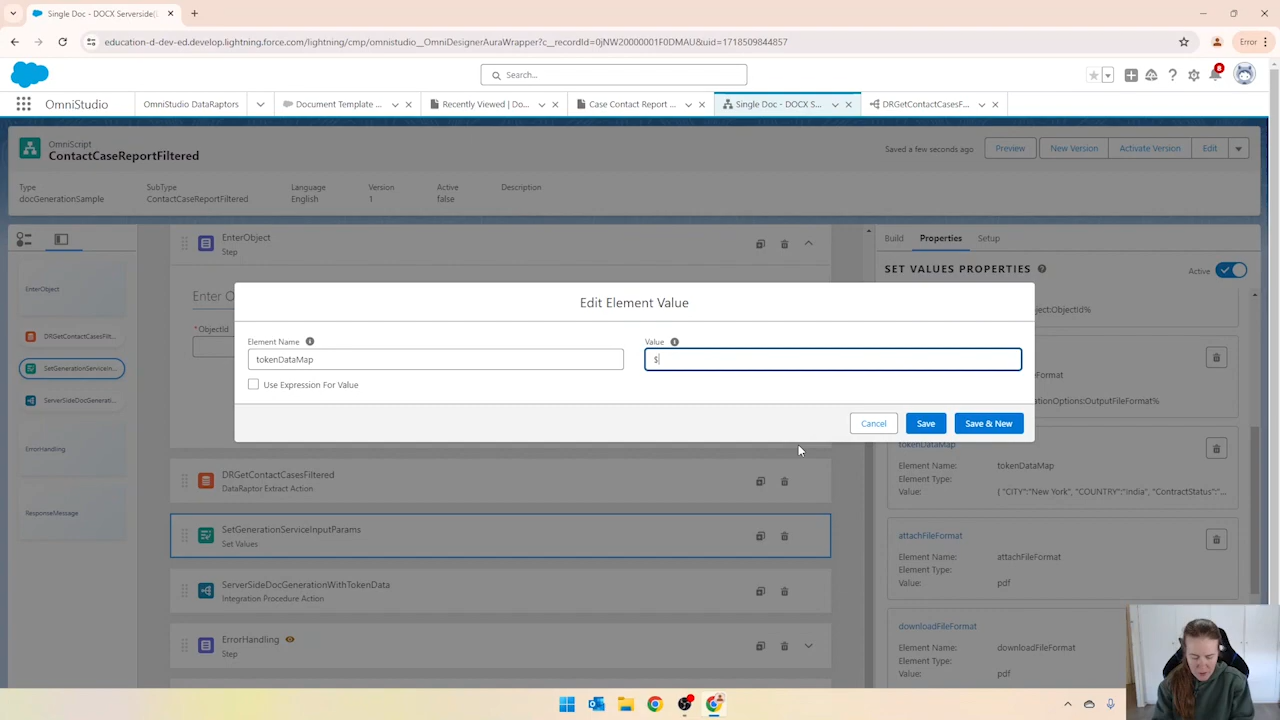 Single Doc - DOCX Serverside(L
education-d-dev-ed.develop.lightning.force.com/lightning/cmp/omnistudio__OmniDesignerAuraWrapper?c__recordId=0jNW20000001F0DMAU&uid=1718509844857
Error
Search...
8
OmniStudio
OmniStudio DataRaptors
Document Template ...
Recently Viewed | Do...
Case Contact Report ...
Single Doc - DOCX S...
DRGetContactCasesF...
OmniScript
ContactCaseReportFiltered
Saved a few seconds ago
Preview
New Version
Activate Version
Edit
Type
SubType
Language
Version
Active
Description
docGenerationSample
ContactCaseReportFiltered
English
1
false
EnterObject
Step
Build
Properties
Setup
SET VALUES PROPERTIES
Active
EnterObject
Enter O
*ObjectId
DRGetContactCasesFilt...
SetGenerationServiceIn...
ServerSideDocGenerati...
ErrorHandling
ResponseMessage
Edit Element Value
Element Name
tokenDataMap
Use Expression For Value
Value
$
Cancel
Save
Save & New
DRGetContactCasesFiltered
DataRaptor Extract Action
SetGenerationServiceInputParams
Set Values
ServerSideDocGenerationWithTokenData
Integration Procedure Action
ErrorHandling
Step
ject:ObjectId%
eFormat
ationOptions:OutputFileFormat%
tokenDataMap
Element Name:
tokenDataMap
Element Type:
Value:
{ "CITY":"New York", "COUNTRY":"india", "ContractStatus":"...
attachFileFormat
Element Name:
attachFileFormat
Element Type:
Value:
pdf
downloadFileFormat
Element Name:
downloadFileFormat
Element Type:
Value:
pdf